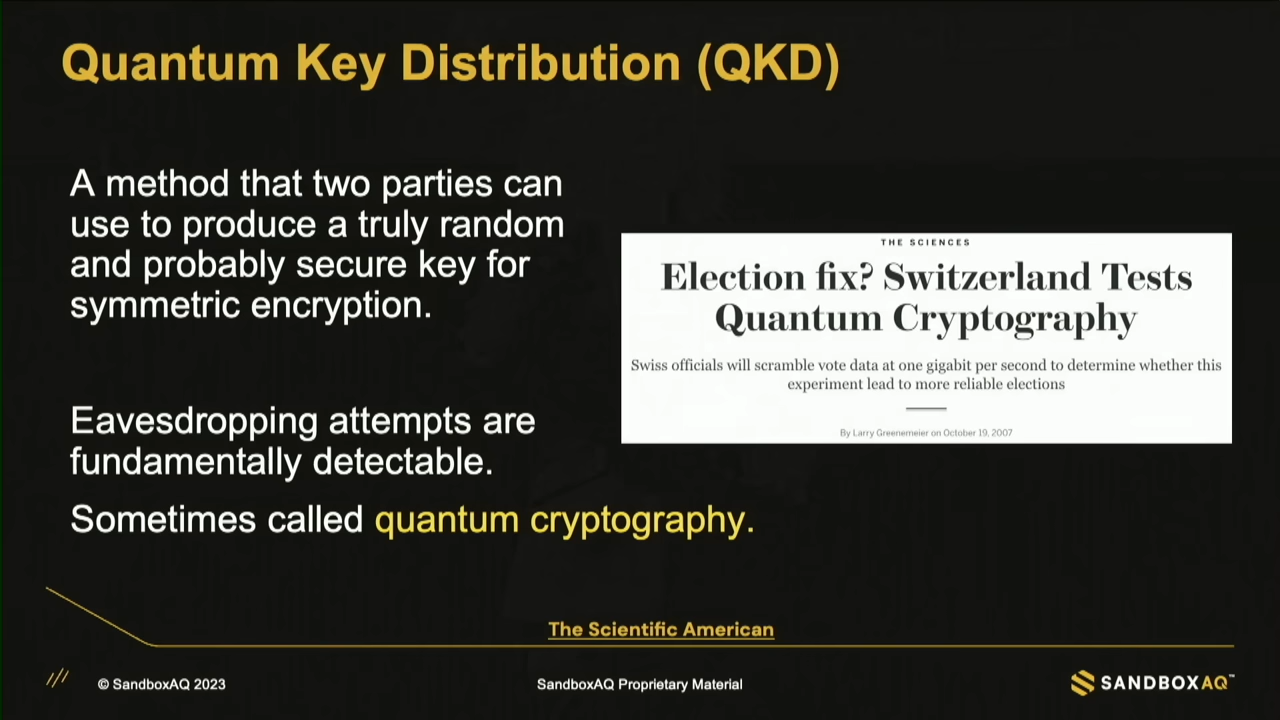 Quantum Key Distribution (QKD)
A method that two parties can
use to produce a truly random
and probably secure key for
symmetric encryption.
Eavesdropping attempts are
fundamentally detectable.
Sometimes called quantum cryptography.
THE SCIENCES
Election fix? Switzerland Tests
Quantum Cryptography
Swiss officials will scramble vote data at one gigabit per second to determine whether this
experiment lead to more reliable elections
By Larry Greenemeier on October 19, 2007
The Scientific American
© SandboxAQ 2023
SandboxAQ Proprietary Material
SANDBOXAQ™